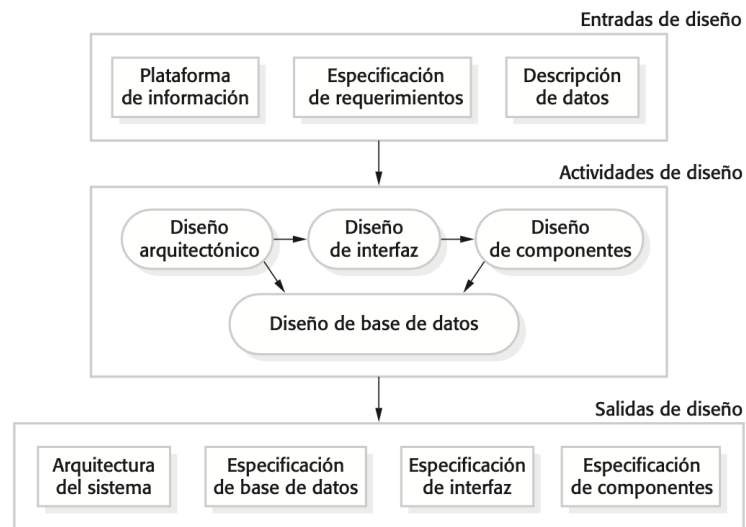 Entradas de diseño
Plataforma
de información
Especificación
de requerimientos
Descripción
de datos
Actividades de diseño
Diseño
arquitectónico
Diseño
de interfaz
Diseño
de componentes
Diseño de base de datos
Salidas de diseño
Arquitectura
del sistema
Especificación
de base de datos
Especificación
de interfaz
Especificación
de componentes